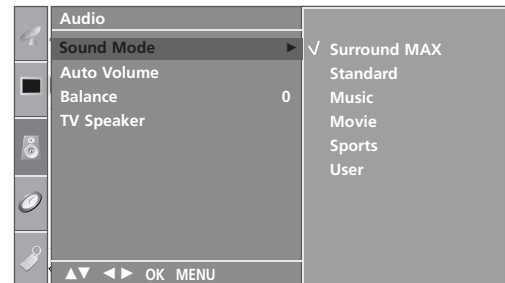 Audio
Sound Mode ►
Auto Volume
Balance 0
TV Speaker
▲▼ ◄► OK MENU
√ Surround MAX
Standard
Music
Movie
Sports
User